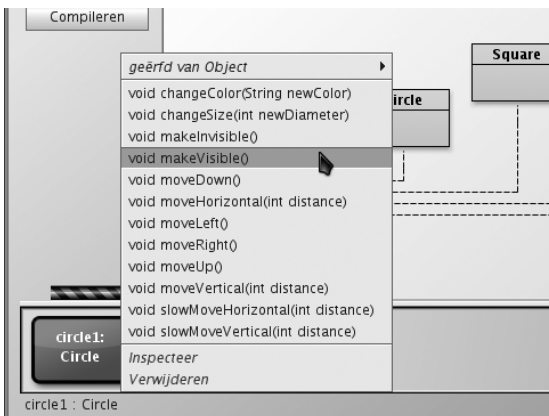 Compileren
Square
geërfd van Object
void changeColor(String newColor)
ircle
void changeSize(int newDiameter)
void makeInvisible()
void makeVisible()
void moveDown()
void moveHorizontal(int distance)
void moveLeft()
void moveRight()
void moveUp()
void moveVertical(int distance)
void slowMoveHorizontal(int distance)
void slowMoveVertical(int distance)
circle1:
Circle
Inspecteer
Verwijderen
circle1 : Circle